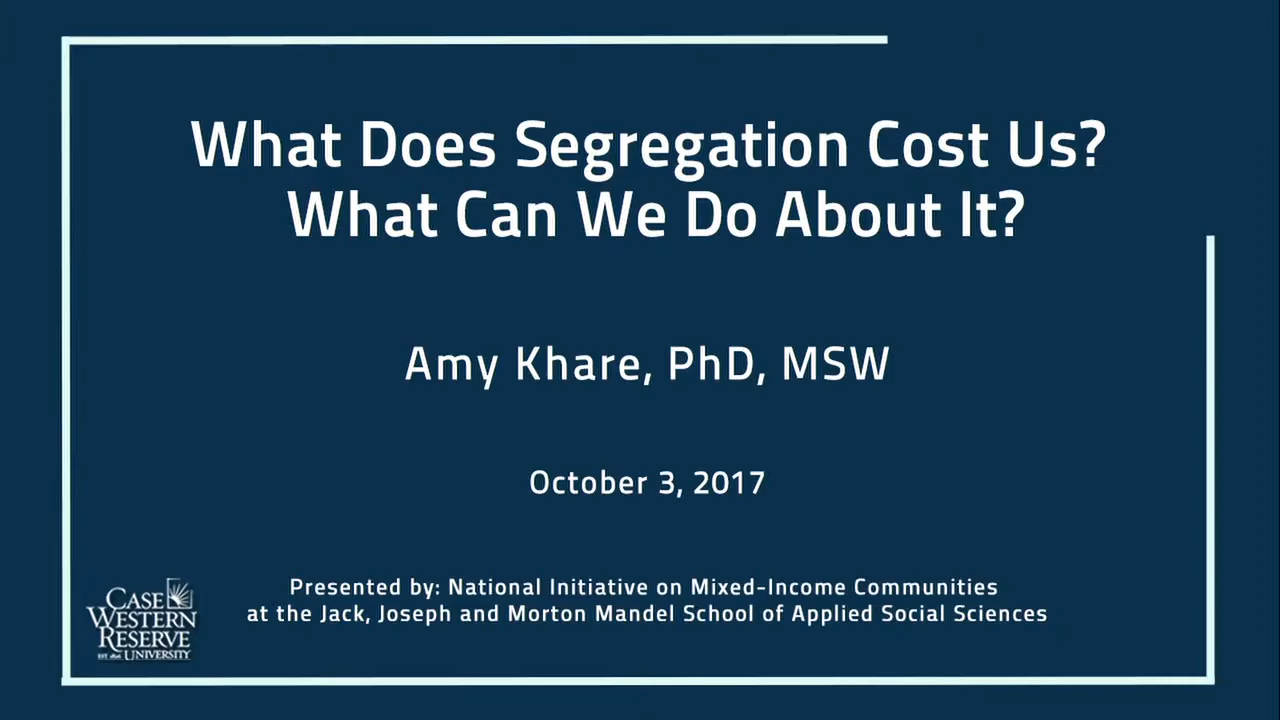 What Does Segregation Cost Us?
What Can We Do About It?
Amy Khare, PhD, MSW
October 3, 2017
Presented by: National Initiative on Mixed-Income Communities
at the Jack, Joseph and Morton Mandel School of Applied Social Sciences
CASE
WESTERN
RESERVE
EST. 1826 UNIVERSITY